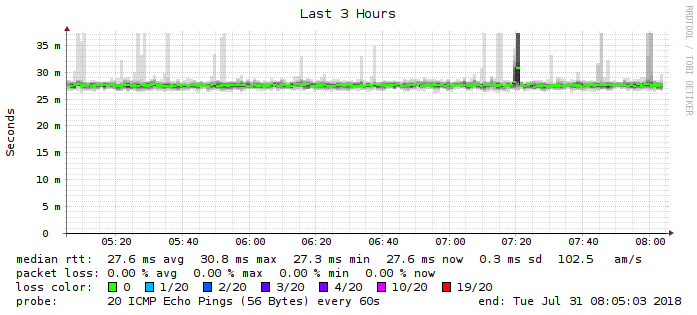 Last 3 Hours
RRDTOOL / TOBI OETIKER
Seconds
35 m
30 m
25 m
20 m
15 m
10 m
5 m
0
05:20 05:40 06:00 06:20 06:40 07:00 07:20 07:40 08:00
median rtt: 27.6 ms avg 30.8 ms max 27.3 ms min 27.6 ms now 0.3 ms sd 102.5 am/s
packet loss: 0.00 % avg 0.00 % max 0.00 % min 0.00 % now
loss color: 0 1/20 2/20 3/20 4/20 10/20 19/20
probe: 20 ICMP Echo Pings (56 Bytes) every 60s end: Tue Jul 31 08:05:03 2018